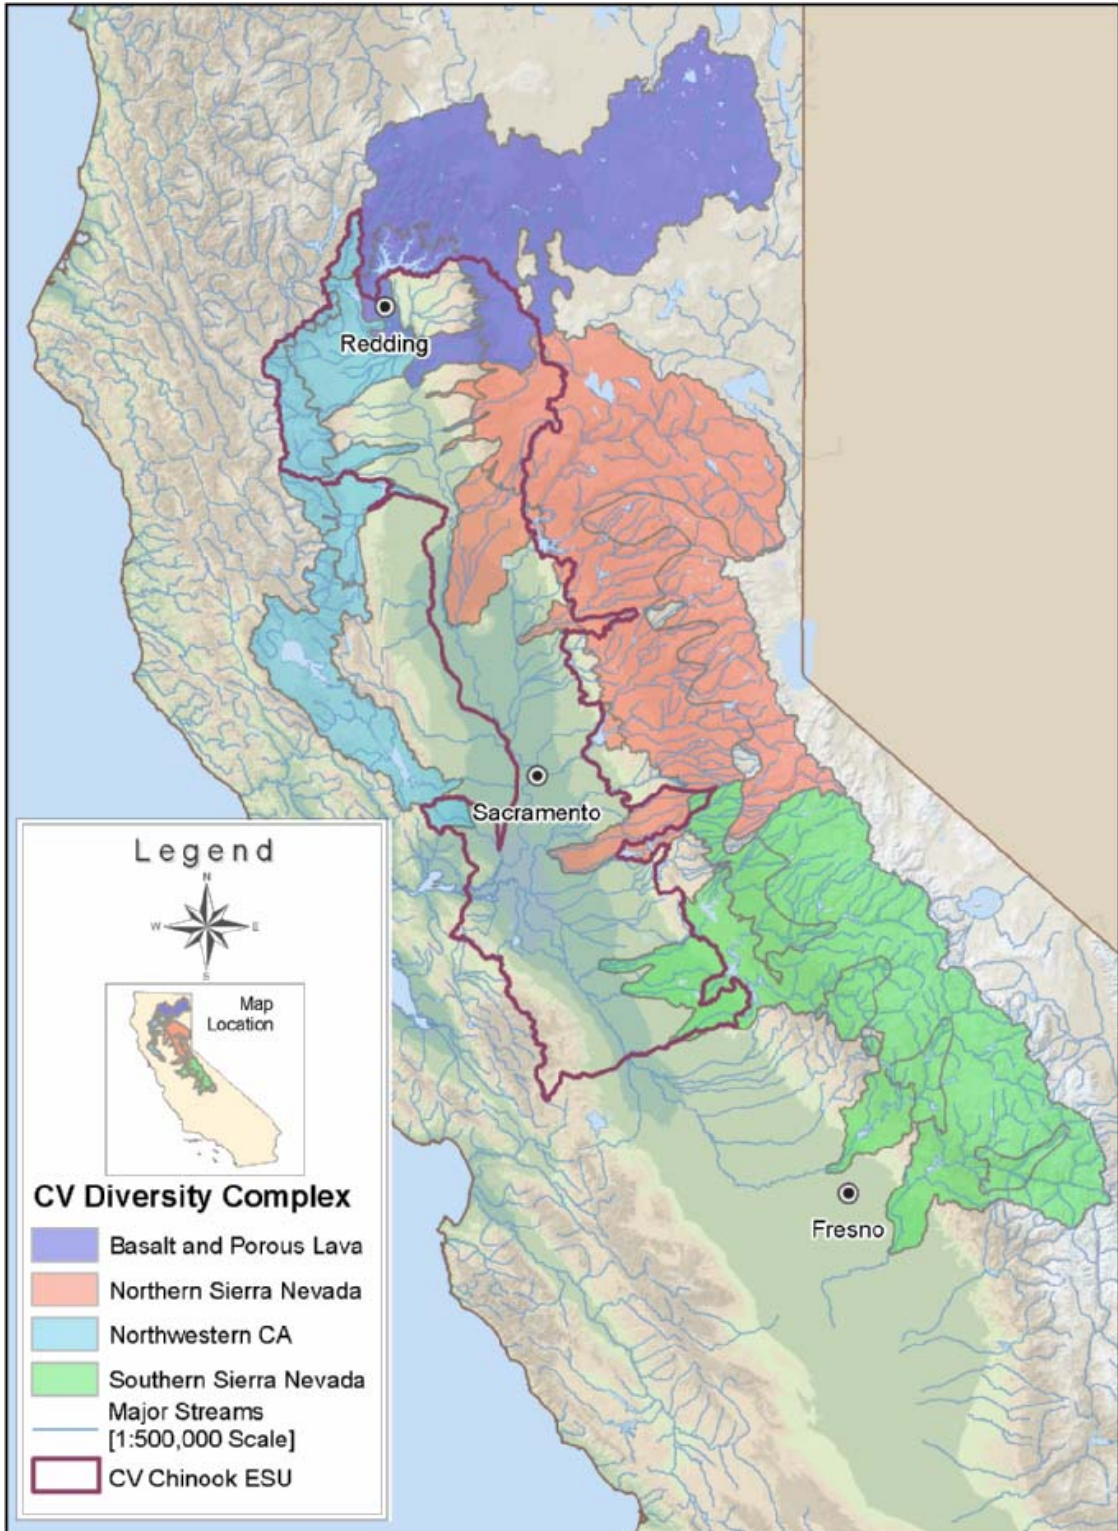 Redding
Sacramento
Fresno
Legend
N
W
E
S
Map
Location
CV Diversity Complex
Basalt and Porous Lava
Northern Sierra Nevada
Northwestern CA
Southern Sierra Nevada
Major Streams
[1:500,000 Scale]
CV Chinook ESU